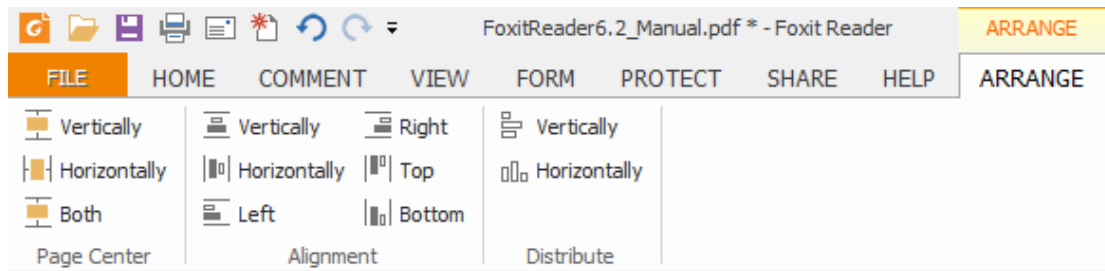 FoxitReader6.2_Manual.pdf * - Foxit Reader ARRANGE
FILE HOME COMMENT VIEW FORM PROTECT SHARE HELP ARRANGE
Vertically Vertically Right Vertically
Horizontally Horizontally Top Horizontally
Both Left Bottom
Page Center Alignment Distribute